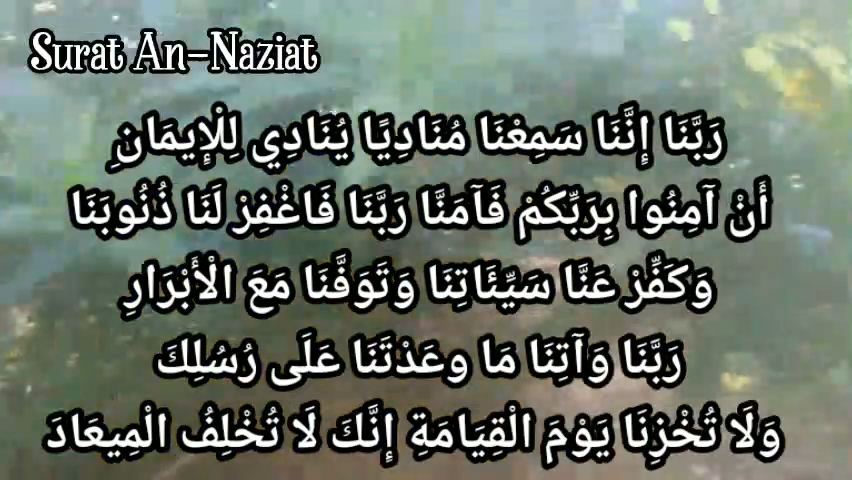 Surat An-Naziat
رَبَّنَا إِنَّنَا سَمِعْنَا مُنَادِيًا يُنَادِي لِلْإِيمَانِ
أَنْ آمِنُوا بِرَبِّكُمْ فَآمَنَّا رَبَّنَا فَاغْفِرْ لَنَا ذُنُوبَنَا
وَكَفِّرْ عَنَّا سَيِّئَاتِنَا وَتَوَفَّنَا مَعَ الْأَبْرَارِ
رَبَّنَا وَآتِنَا مَا وعَدْتَنَا عَلَى رُسُلِكَ
وَلَا تُخْزِنَا يَوْمَ الْقِيَامَةِ إِنَّكَ لَا تُخْلِفُ الْمِيعَادَ